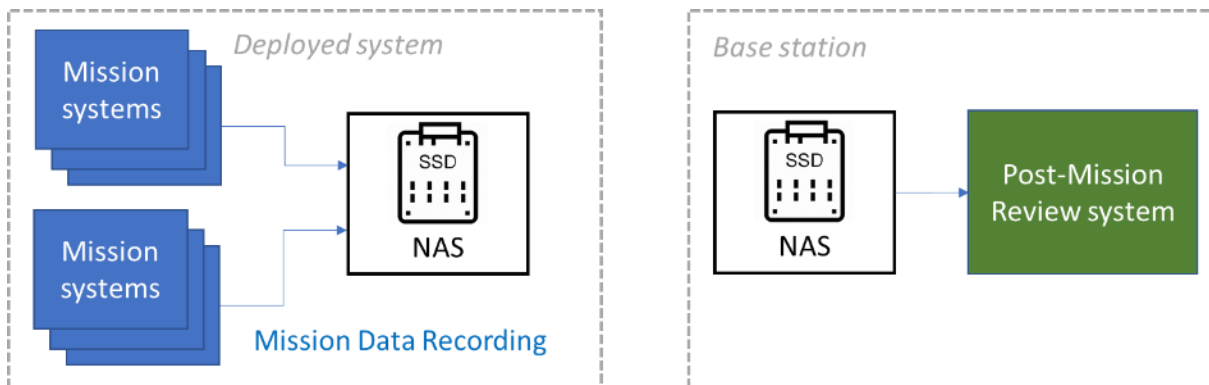 Deployed system
Mission
systems
SSD
NAS
Mission
systems
Mission Data Recording
Base station
SSD
NAS
Post-Mission
Review system